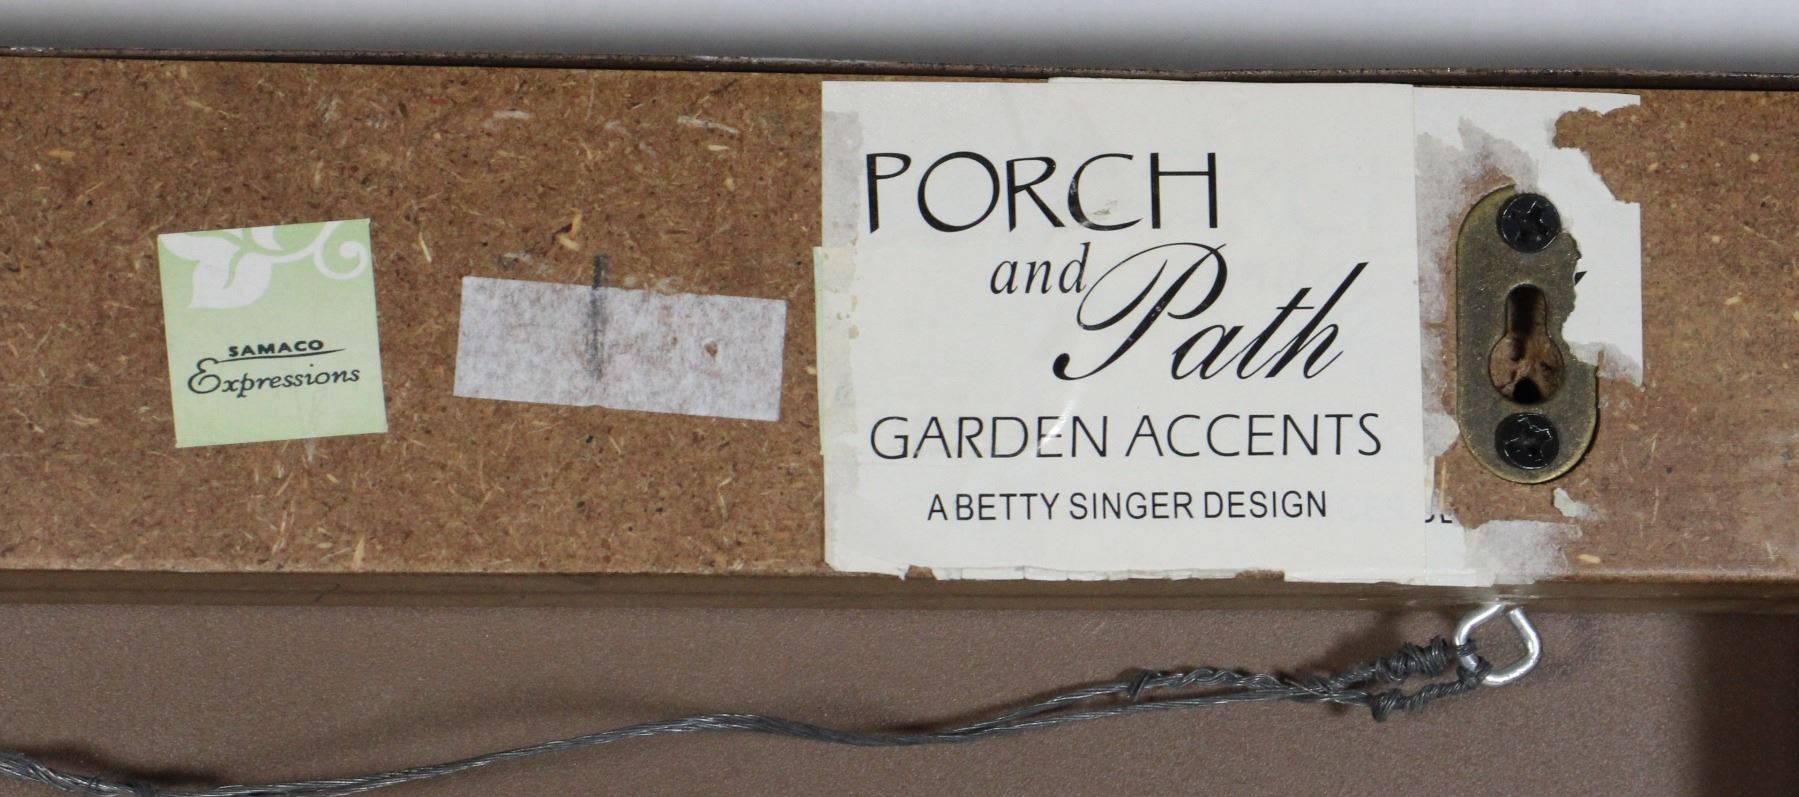 SAMACO
Expressions
PORCH
and Path
GARDEN ACCENTS
A BETTY SINGER DESIGN